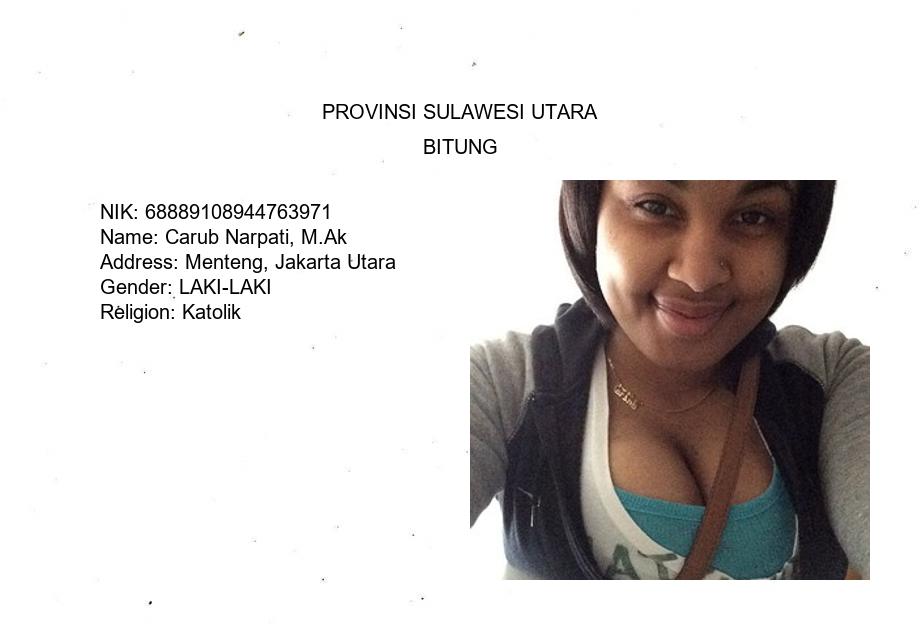 PROVINSI SULAWESI UTARA
BITUNG
NIK: 68889108944763971
Name: Carub Narpati, M.Ak
Address: Menteng, Jakarta Utara
Gender: LAKI-LAKI
Religion: Katolik